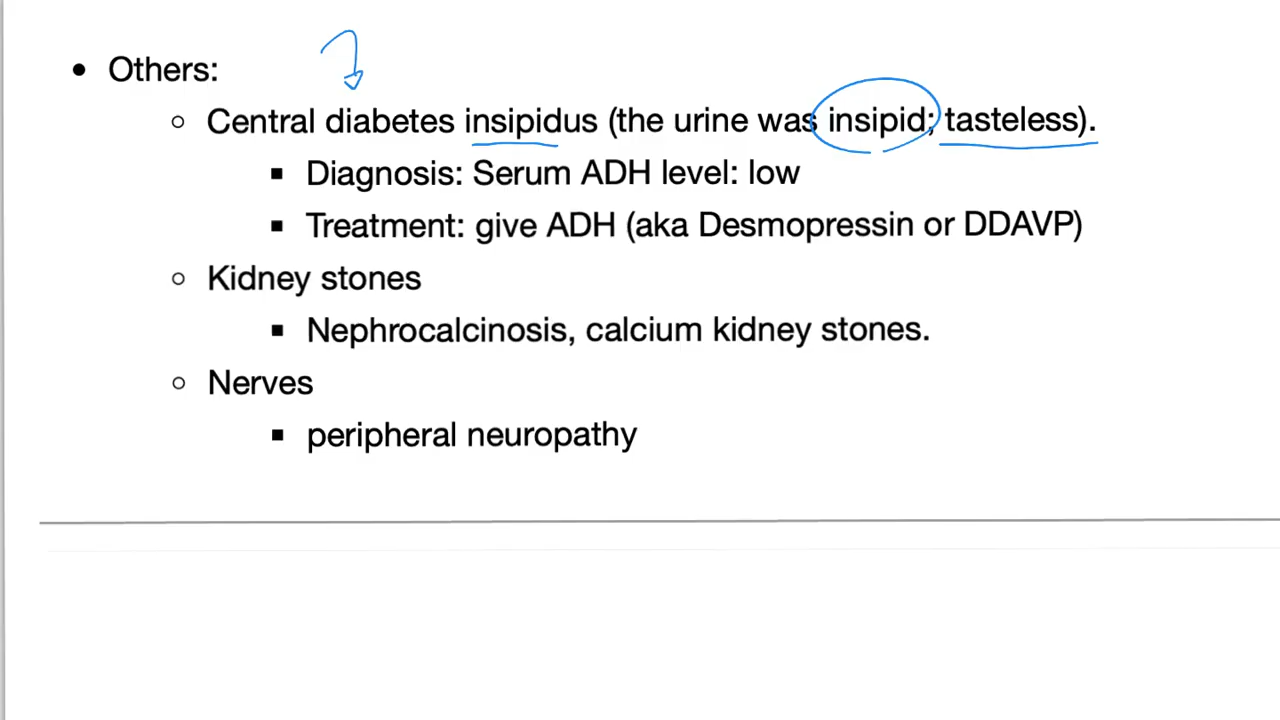 • Others:
○ Central diabetes insipidus (the urine was insipid; tasteless).
▪ Diagnosis: Serum ADH level: low
▪ Treatment: give ADH (aka Desmopressin or DDAVP)
○ Kidney stones
▪ Nephrocalcinosis, calcium kidney stones.
○ Nerves
▪ peripheral neuropathy